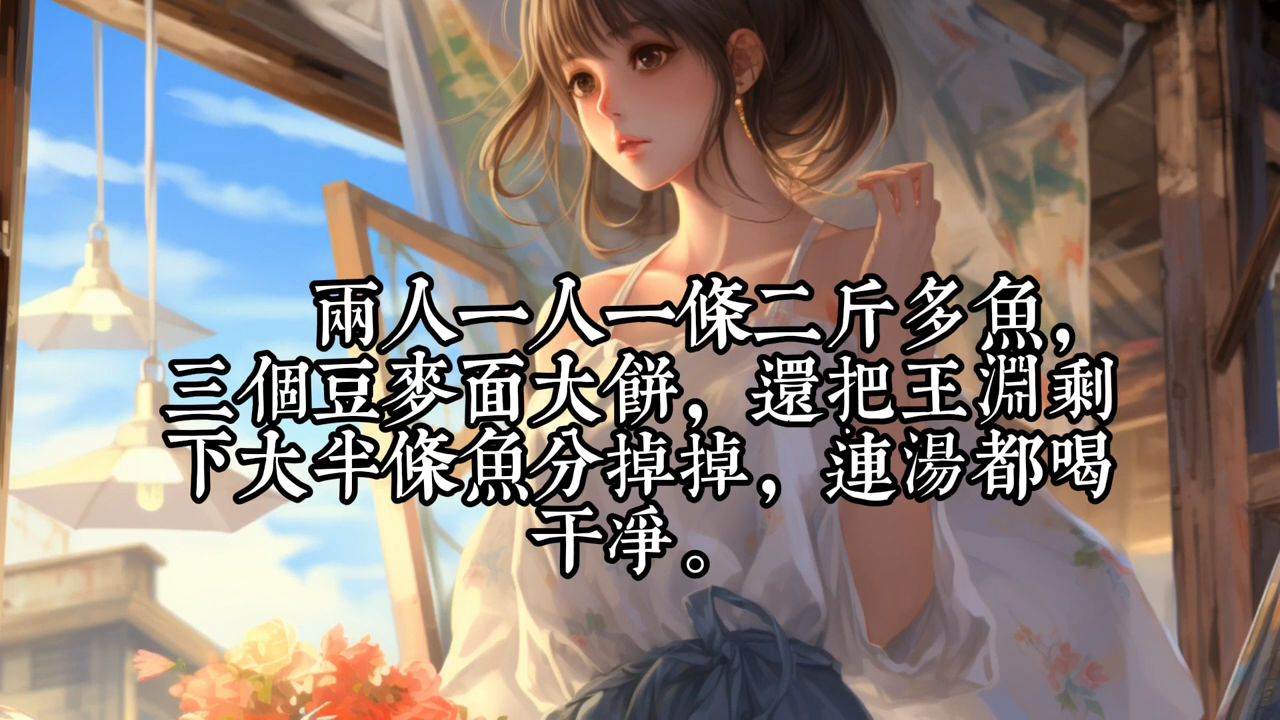 兩人一人一條二斤多魚，
三個豆麥面大餅，還把王淵剩
下大半條魚分掉掉，連湯都喝
干凈。